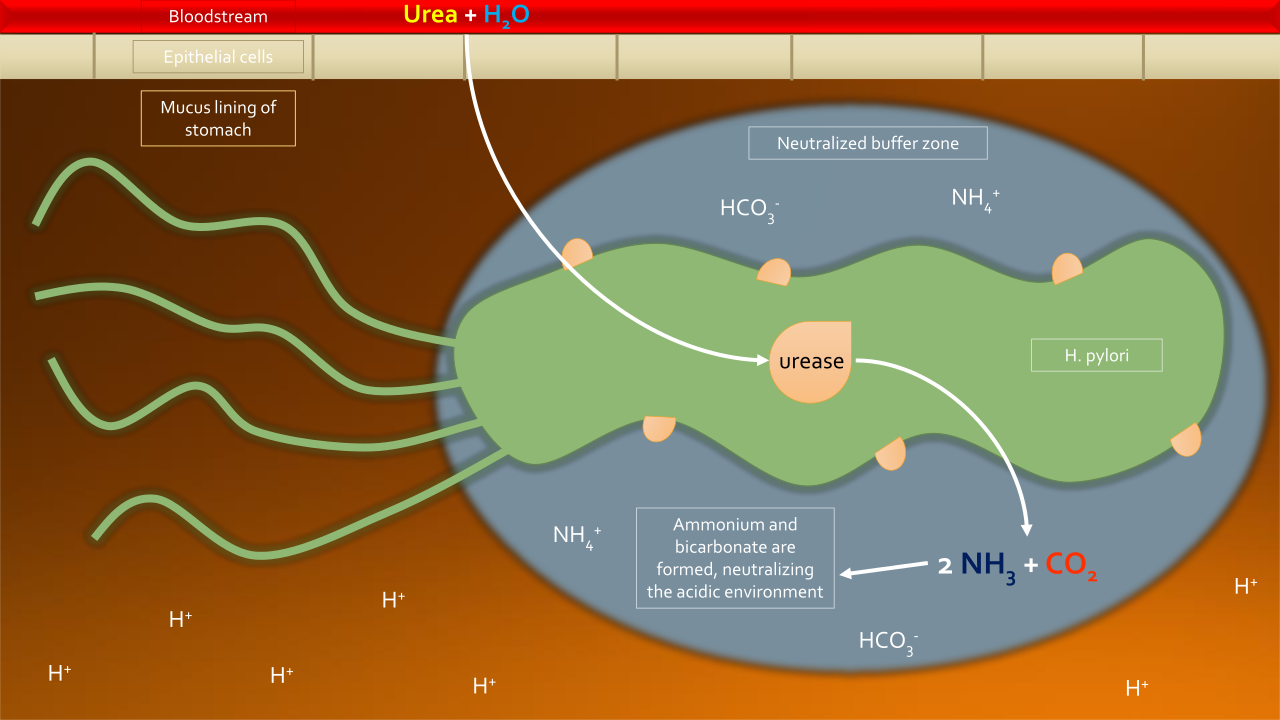 Bloodstream
Urea + H₂O
Epithelial cells
Mucus lining of
stomach
Neutralized buffer zone
HCO₃⁻
NH₄⁺
urease
H. pylori
NH₄⁺
Ammonium and
bicarbonate are
formed, neutralizing
the acidic environment
2 NH₃ + CO₂
HCO₃⁻
H⁺
H⁺
H⁺
H⁺
H⁺
H⁺
H⁺